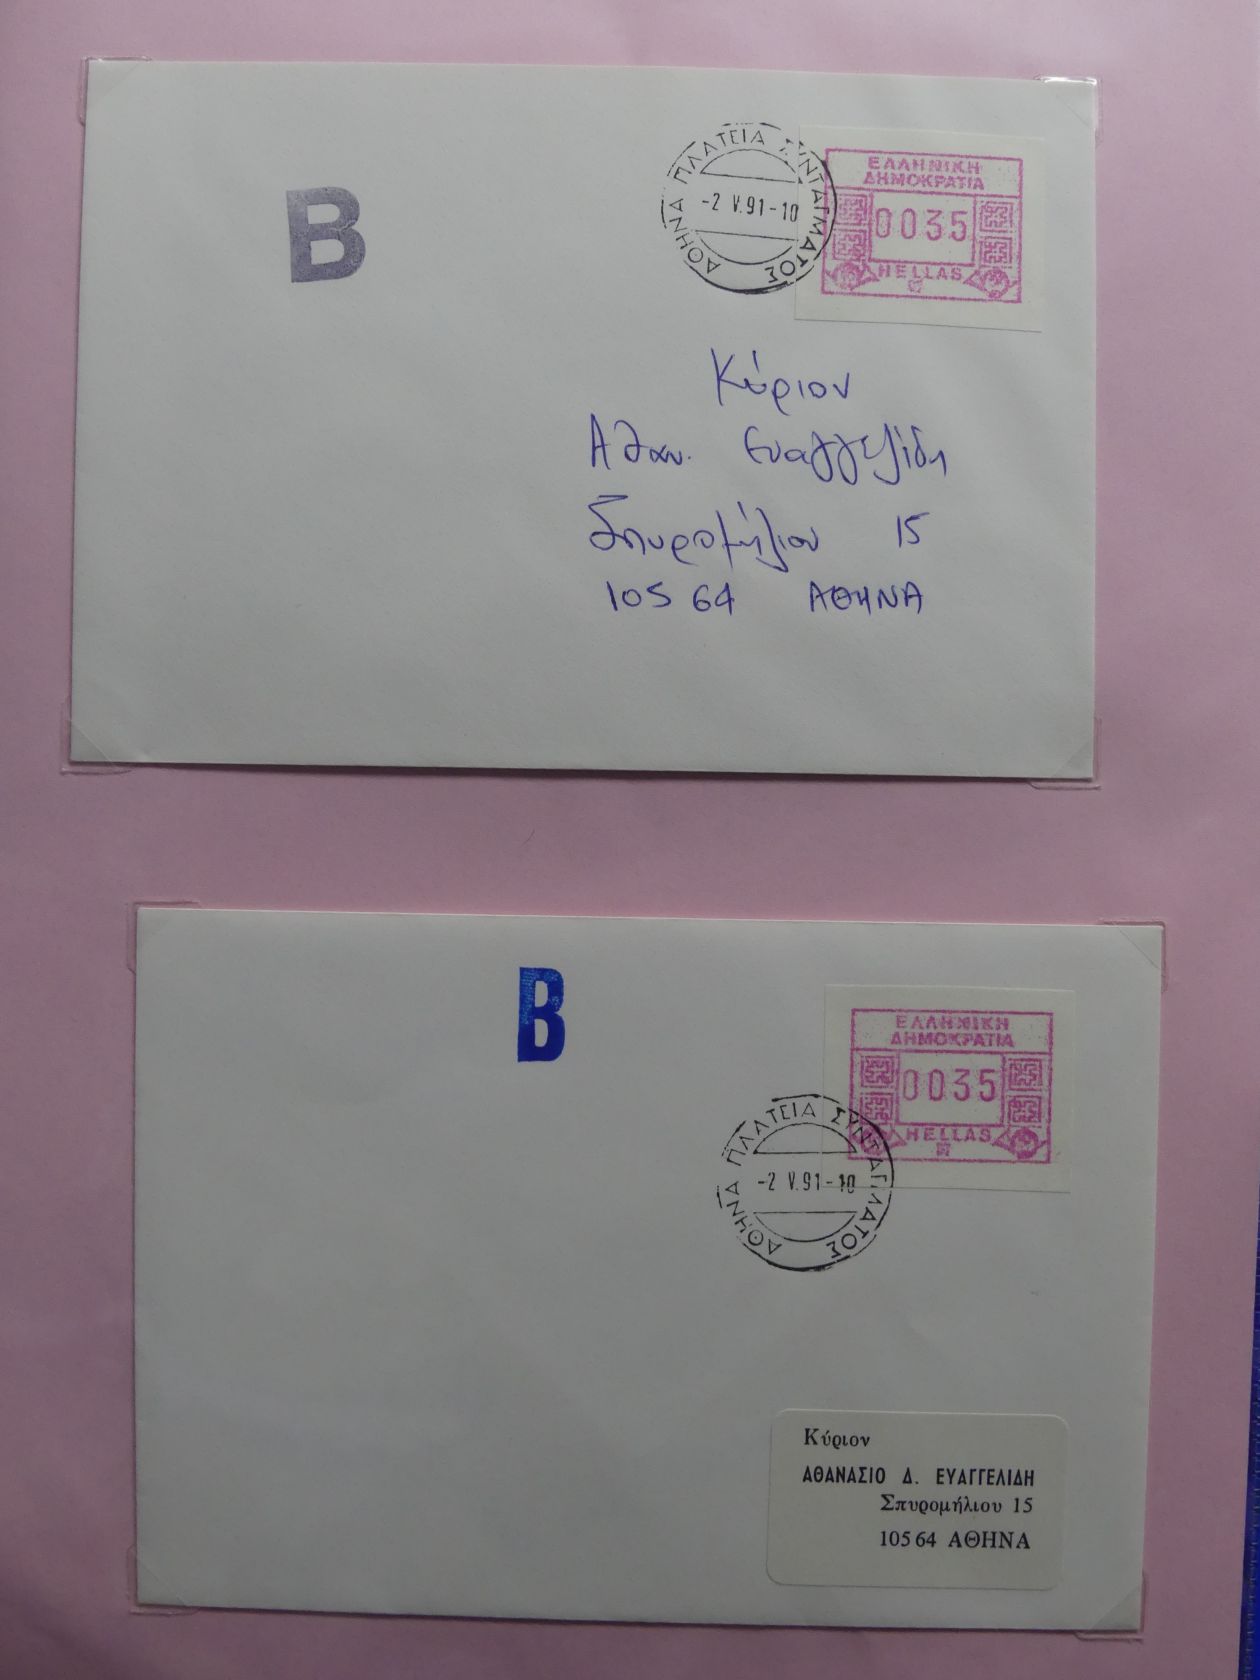 B
ΑΘΗΝΑ ΠΛΑΤΕΙΑ ΣΥΝΤΑΓΜΑΤΟΣ
-2 V.91-10
ΕΛΛΗΝΙΚΗ
ΔΗΜΟΚΡΑΤΙΑ
0035
HELLAS
Κύριον
Αθαν. Ευαγγελίδη
Σπυρομήλιου 15
105 64 ΑΘΗΝΑ
B
ΕΛΛΗΝΙΚΗ
ΔΗΜΟΚΡΑΤΙΑ
0035
HELLAS
ΑΘΗΝΑ ΠΛΑΤΕΙΑ ΣΥΝΤΑΓΜΑΤΟΣ
-2 V.91-10
Κύριον
ΑΘΑΝΑΣΙΟ Δ. ΕΥΑΓΓΕΛΙΔΗ
Σπυρομήλιου 15
105 64 ΑΘΗΝΑ